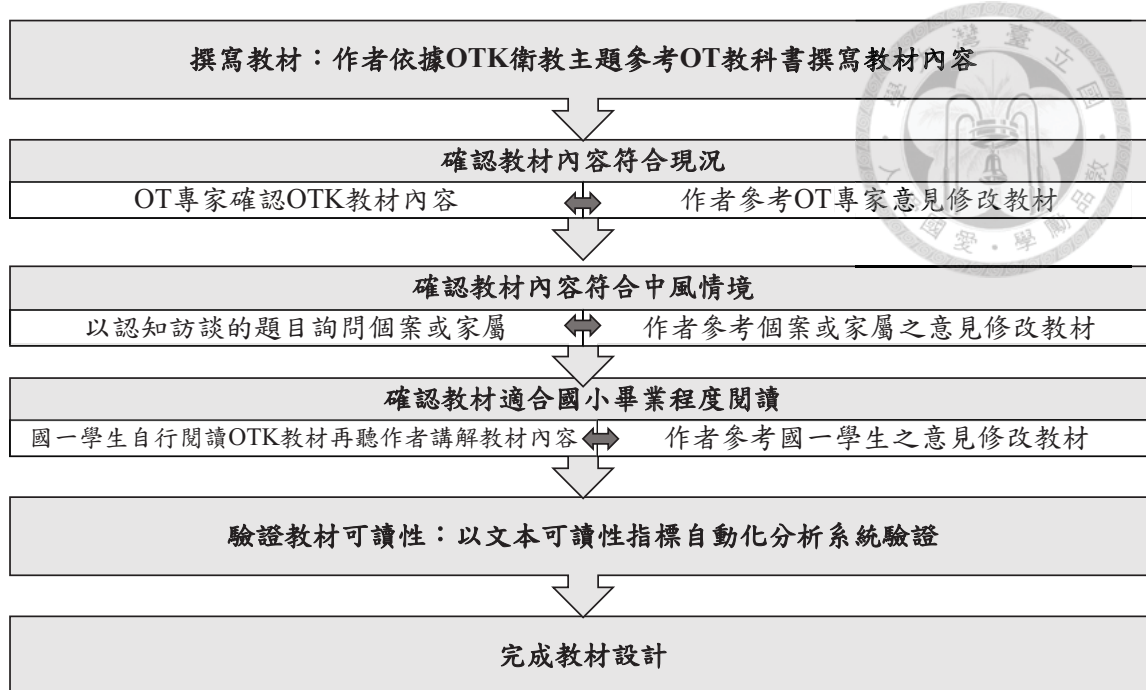 撰寫教材：作者依據OTK衛教主題參考OT教科書撰寫教材內容
確認教材內容符合現況
OT專家確認OTK教材內容
作者參考OT專家意見修改教材
確認教材內容符合中風情境
以認知訪談的題目詢問個案或家屬
作者參考個案或家屬之意見修改教材
確認教材適合國小畢業程度閱讀
國一學生自行閱讀OTK教材再聽作者講解教材內容
作者參考國一學生之意見修改教材
驗證教材可讀性：以文本可讀性指標自動化分析系統驗證
完成教材設計